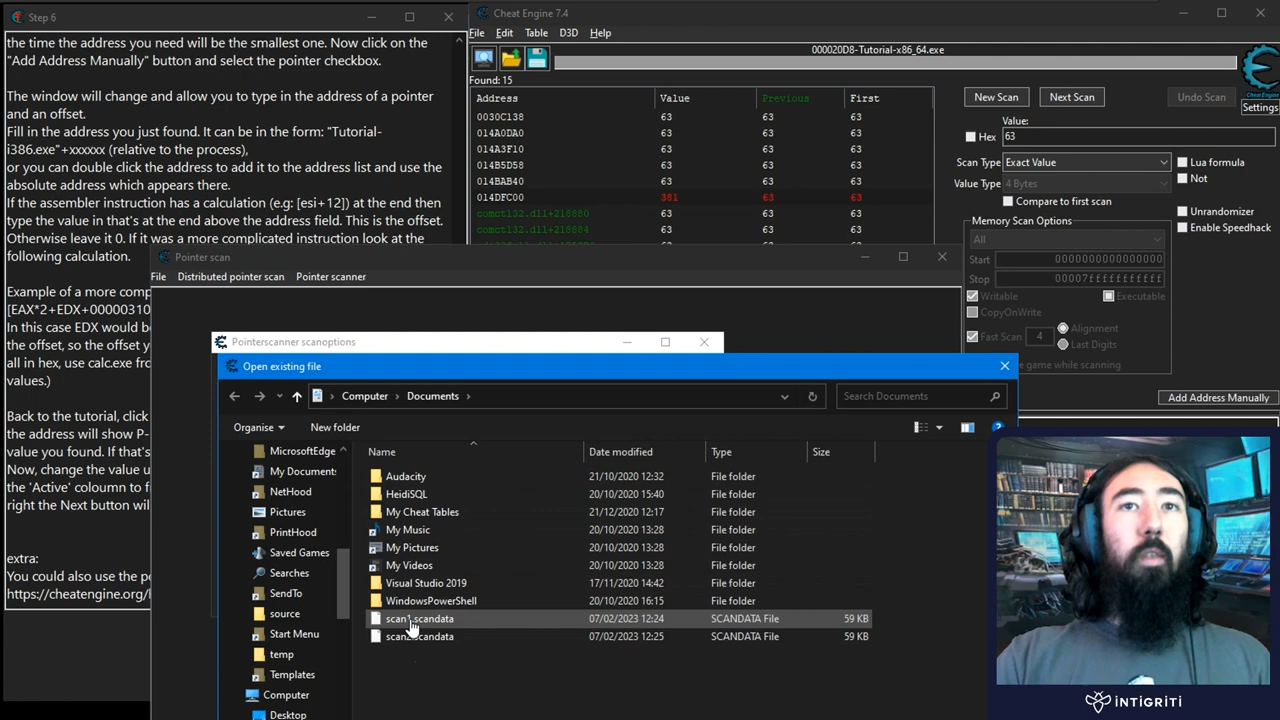 Step 6
the time the address you need will be the smallest one. Now click on the
"Add Address Manually" button and select the pointer checkbox.
The window will change and allow you to type in the address of a pointer
and an offset.
Fill in the address you just found. It can be in the form: "Tutorial-
i386.exe"+xxxxxx (relative to the process),
or you can double click the address to add it to the address list and use the
absolute address which appears there.
If the assembler instruction has a calculation (e.g: [esi+12]) at the end then
type the value in that's at the end above the address field. This is the offset.
Otherwise leave it 0. If it was a more complicated instruction look at the
following calculation.
Example of a more comp
[EAX*2+EDX+00000310
In this case EDX would b
the offset, so the offset y
all in hex, use calc.exe fro
values.)
Back to the tutorial, click
the address will show P-
value you found. If that's
Now, change the value u
the 'Active' coloumn to f
right the Next button will
extra:
You could also use the po
https://cheatengine.org/
Cheat Engine 7.4
File Edit Table D3D Help
000020D8-Tutorial-x86_64.exe
Found: 15
Address Value Previous First
0030C138 63 63 63
014A0DA0 63 63 63
014A3F10 63 63 63
014B5D58 63 63 63
014BAB40 63 63 63
014DFC00 381 63 63
comctl32.dll+218680 63 63 63
comctl32.dll+218684 63 63 63
63 63 63
New Scan Next Scan Undo Scan
Cheat Engine
Settings
Value:
Hex 63
Scan Type Exact Value
Value Type 4 Bytes
Compare to first scan
Lua formula
Not
Memory Scan Options
All
Start 0000000000000000
Stop 00007fffffffffff
Writable Executable
CopyOnWrite
Fast Scan 4 Alignment
Last Digits
e game while scanning
Unrandomizer
Enable Speedhack
Add Address Manually
Pointer scan
File Distributed pointer scan Pointer scanner
Pointerscanner scanoptions
Open existing file
Computer Documents
Search Documents
Organise New folder
MicrosoftEdge
My Document
NetHood
Pictures
PrintHood
Saved Games
Searches
SendTo
source
Start Menu
temp
Templates
Computer
Desktop
Name Date modified Type Size
Audacity 21/10/2020 12:32 File folder
HeidiSQL 20/10/2020 15:40 File folder
My Cheat Tables 21/12/2020 12:17 File folder
My Music 20/10/2020 13:28 File folder
My Pictures 20/10/2020 13:28 File folder
My Videos 20/10/2020 13:28 File folder
Visual Studio 2019 17/11/2020 14:42 File folder
WindowsPowerShell 20/10/2020 16:15 File folder
scan1.scandata 07/02/2023 12:24 SCANDATA File 59 KB
scan2.scandata 07/02/2023 12:25 SCANDATA File 59 KB
INTIGRITI